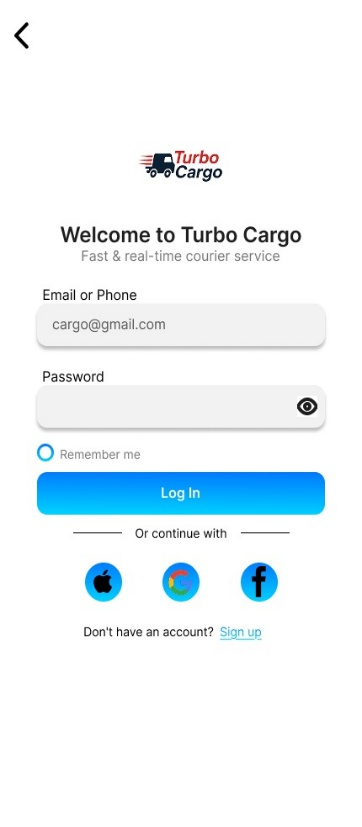 Turbo
Cargo
Welcome to Turbo Cargo
Fast & real-time courier service
Email or Phone
cargo@gmail.com
Password
Remember me
Log In
Or continue with
Don't have an account? Sign up